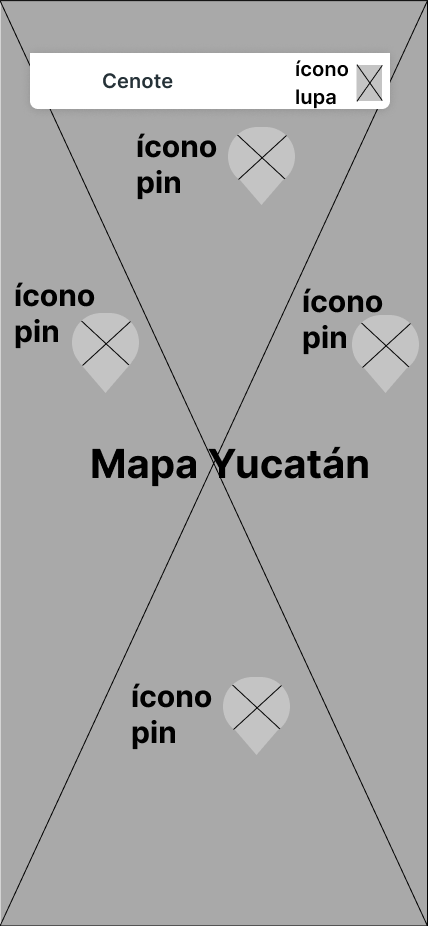 Cenote
ícono
lupa
ícono
pin
ícono
pin
ícono
pin
Mapa Yucatán
ícono
pin